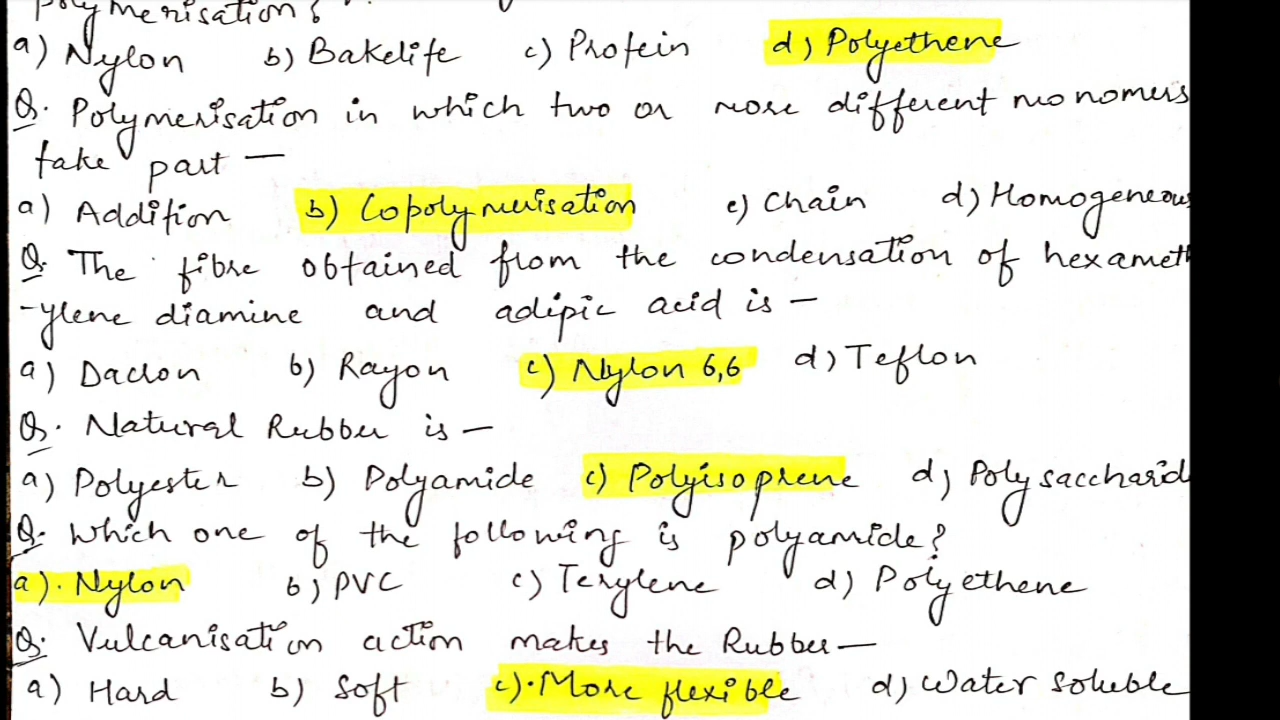 Polymerisation?
a) Nylon b) Bakelife c) Protein d) Polyethene
Q. Polymerisation in which two or more different monomers
take part —
a) Addition b) Copolymerisation c) Chain d) Homogeneous
Q. The fibre obtained from the condensation of hexameth
-ylene diamine and adipic acid is —
a) Dacron b) Rayon c) Nylon 6,6 d) Teflon
Q. Natural Rubber is —
a) Polyester b) Polyamide c) Polyisoprene d) Polysaccharid
Q. Which one of the following is polyamide?
a). Nylon b) PVC c) Terylene d) Polyethene
Q. Vulcanisation action makes the Rubber —
a) Hard b) Soft c). More flexible d) Water soluble